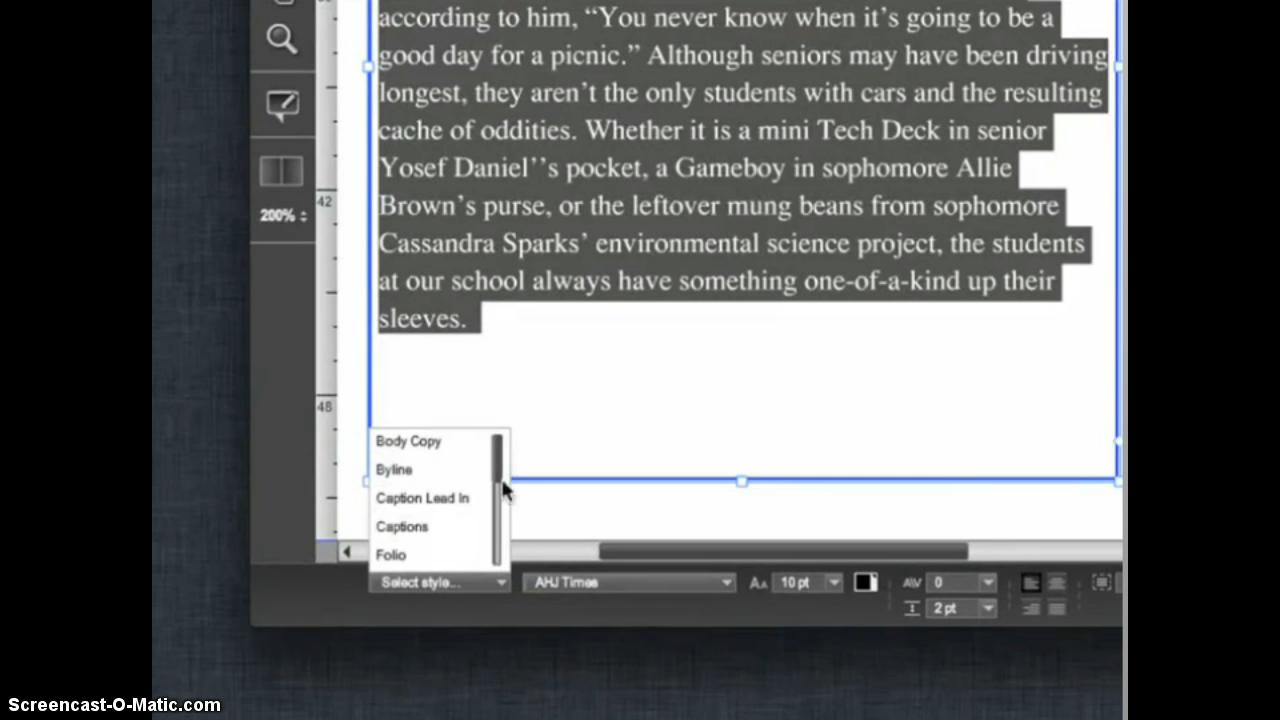 according to him, “You never know when it’s going to be a
good day for a picnic.” Although seniors may have been driving
longest, they aren’t the only students with cars and the resulting
cache of oddities. Whether it is a mini Tech Deck in senior
Yosef Daniel’’s pocket, a Gameboy in sophomore Allie
Brown’s purse, or the leftover mung beans from sophomore
Cassandra Sparks’ environmental science project, the students
at our school always have something one-of-a-kind up their
sleeves.
42
200%
48
Body Copy
Byline
Caption Lead In
Captions
Folio
Select style... AHJ Times AA 10 pt AV 0
2 pt
Screencast-O-Matic.com